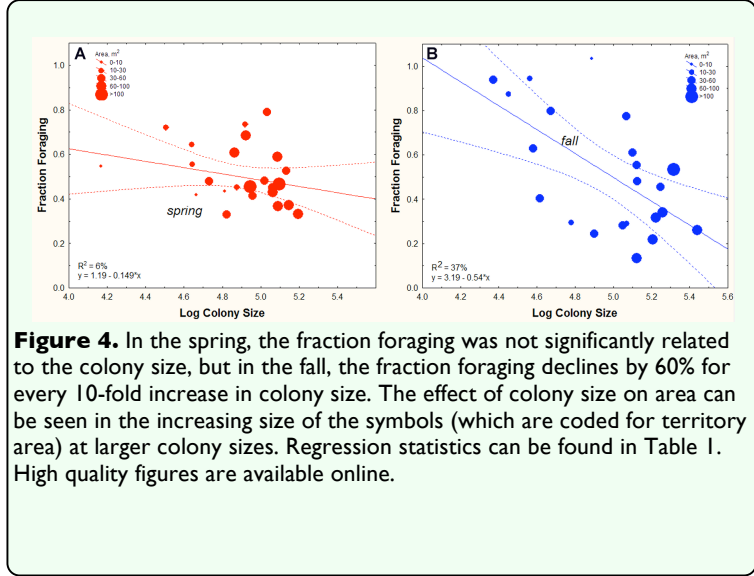 A
Area, m²
0-10
10-30
30-60
60-100
>100
1.0
0.8
0.6
0.4
0.2
0.0
Fraction Foraging
spring
R² = 6%
y = 1.19 - 0.149*x
4.0 4.2 4.4 4.6 4.8 5.0 5.2 5.4
Log Colony Size
B
Area, m²
0-10
10-30
30-60
60-100
>100
1.0
0.8
0.6
0.4
0.2
0.0
Fraction Foraging
fall
R² = 37%
y = 3.19 - 0.54*x
4.0 4.2 4.4 4.6 4.8 5.0 5.2 5.4 5.6
Log Colony Size
Figure 4. In the spring, the fraction foraging was not significantly related
to the colony size, but in the fall, the fraction foraging declines by 60% for
every 10-fold increase in colony size. The effect of colony size on area can
be seen in the increasing size of the symbols (which are coded for territory
area) at larger colony sizes. Regression statistics can be found in Table 1.
High quality figures are available online.